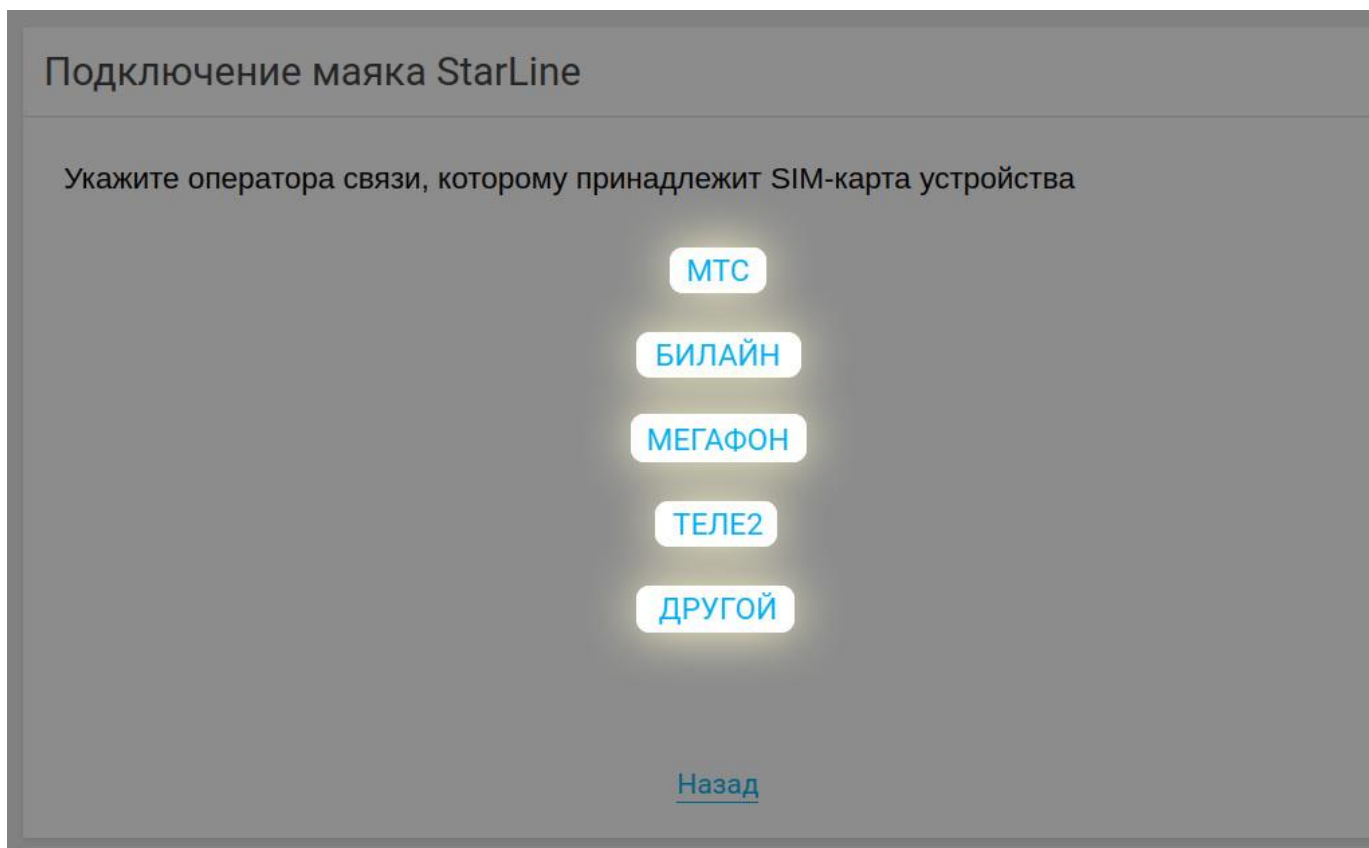 Подключение маяка StarLine
Укажите оператора связи, которому принадлежит SIM-карта устройства
МТС
БИЛАЙН
МЕГАФОН
ТЕЛЕ2
ДРУГОЙ
Назад